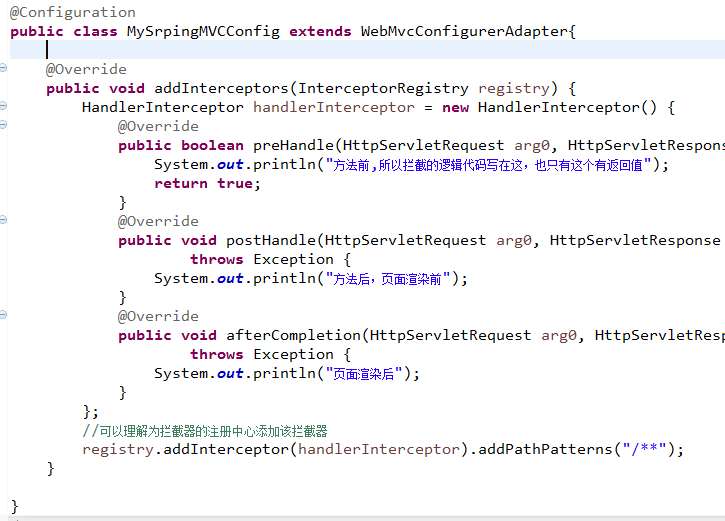 @Configuration
public class MySrpingMVCConfig extends WebMvcConfigurerAdapter{
@Override
public void addInterceptors(InterceptorRegistry registry) {
HandlerInterceptor handlerInterceptor = new HandlerInterceptor() {
@Override
public boolean preHandle(HttpServletRequest arg0, HttpServletRespons
System.out.println("方法前,所以拦截的逻辑代码写在这，也只有这个有返回值");
return true;
}
@Override
public void postHandle(HttpServletRequest arg0, HttpServletResponse
throws Exception {
System.out.println("方法后，页面渲染前");
}
@Override
public void afterCompletion(HttpServletRequest arg0, HttpServletResp
throws Exception {
System.out.println("页面渲染后");
}
};
//可以理解为拦截器的注册中心添加该拦截器
registry.addInterceptor(handlerInterceptor).addPathPatterns("/**");
}
}